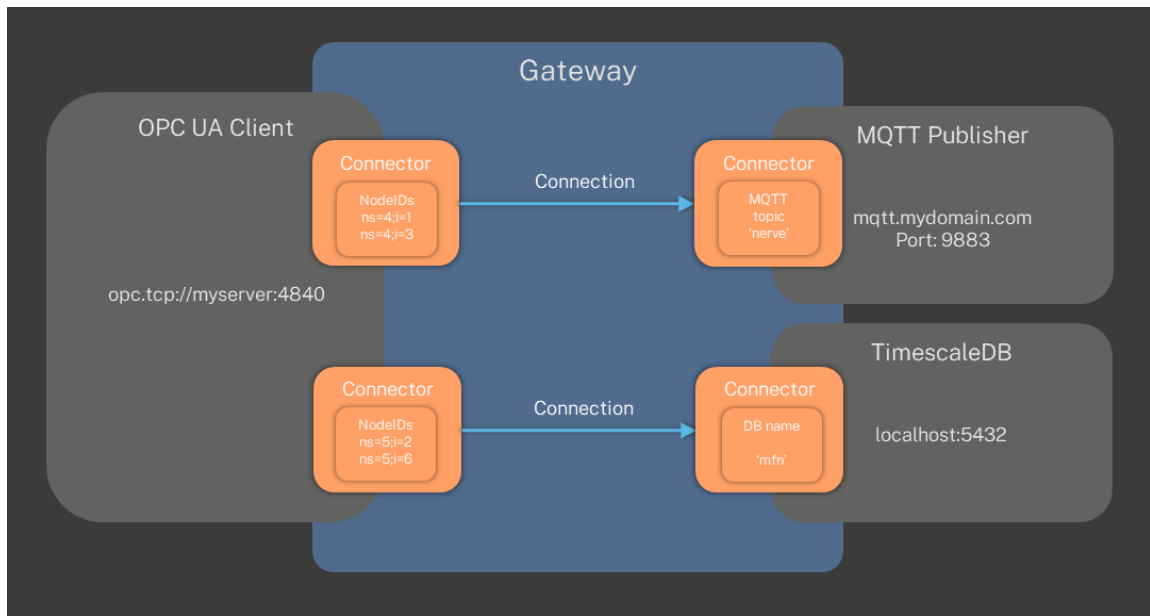 Gateway
OPC UA Client
opc.tcp://myserver:4840
Connector
NodeIDs
ns=4;i=1
ns=4;i=3
Connection
Connector
MQTT
topic
‘nerve’
MQTT Publisher
mqtt.mydomain.com
Port: 9883
Connector
NodeIDs
ns=5;i=2
ns=5;i=6
Connection
Connector
DB name
‘mfn’
TimescaleDB
localhost:5432